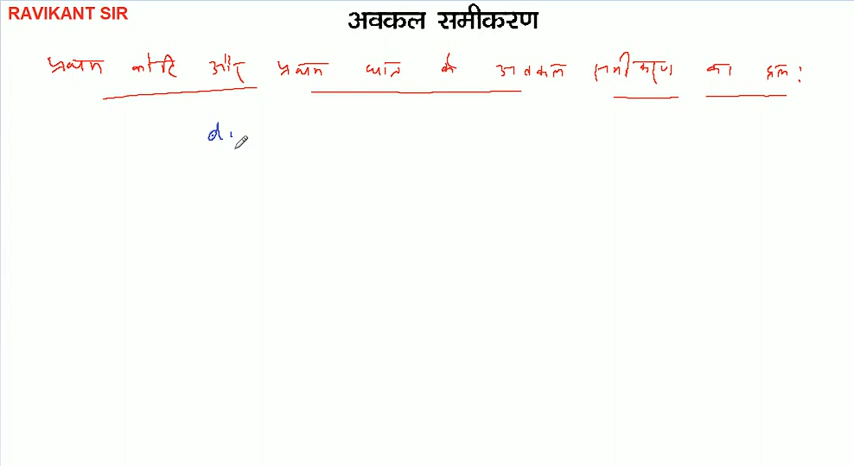 RAVIKANT SIR
अवकल समीकरण
प्रथम कोटि और प्रथम घात के अवकल समीकरण का हल :
d